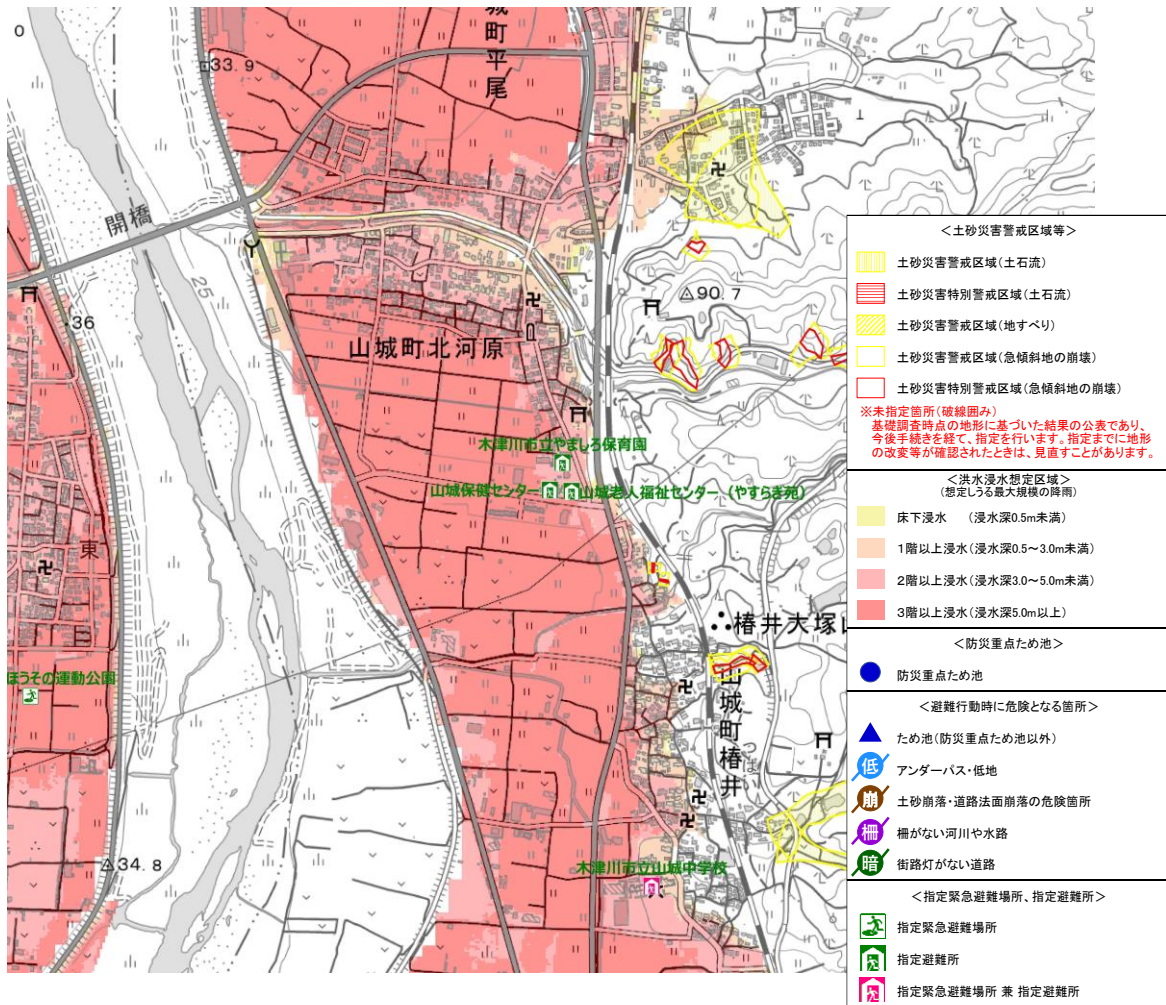 0
33.9
城町平尾
開橋
25
36
90.7
山城町北河原
木津川市立やましろ保育園
山城保健センター
山城老人福祉センター（やすらぎ苑）
東
椿井大塚
ほうその運動公園
山城町椿井
つばい
木津川市立山城中学校
34.8
＜土砂災害警戒区域等＞
土砂災害警戒区域（土石流）
土砂災害特別警戒区域（土石流）
土砂災害警戒区域（地すべり）
土砂災害警戒区域（急傾斜地の崩壊）
土砂災害特別警戒区域（急傾斜地の崩壊）
※未指定箇所（破線囲み）
基礎調査時点の地形に基づいた結果の公表であり、
今後手続きを経て、指定を行います。指定までに地形
の改変等が確認されたときは、見直すことがあります。
＜洪水浸水想定区域＞
（想定しうる最大規模の降雨）
床下浸水　（浸水深0.5m未満）
1階以上浸水（浸水深0.5～3.0m未満）
2階以上浸水（浸水深3.0～5.0m未満）
3階以上浸水（浸水深5.0m以上）
＜防災重点ため池＞
防災重点ため池
＜避難行動時に危険となる箇所＞
ため池（防災重点ため池以外）
低 アンダーパス・低地
崩 土砂崩落・道路法面崩落の危険箇所
柵 柵がない河川や水路
暗 街路灯がない道路
＜指定緊急避難場所、指定避難所＞
指定緊急避難場所
指定避難所
指定緊急避難場所 兼 指定避難所